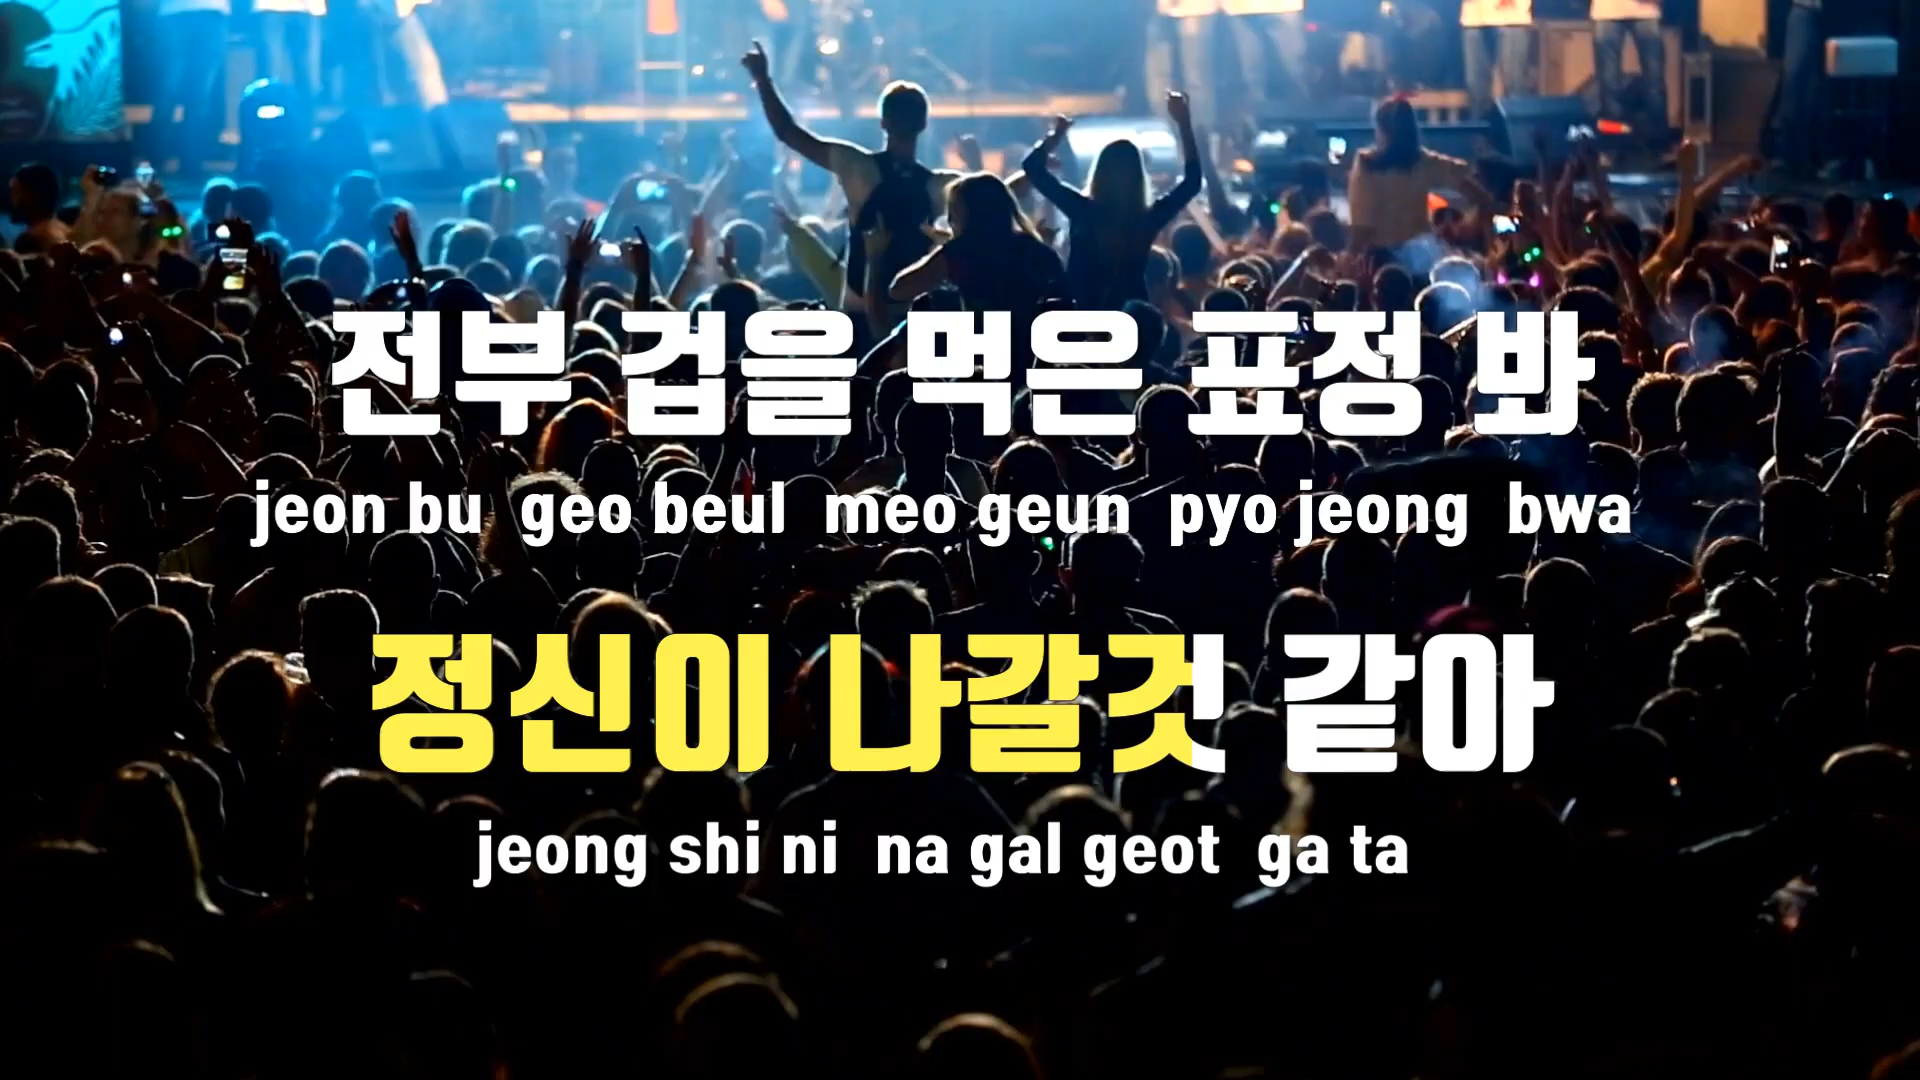 전부 겁을 먹은 표정 봐
jeon bu geo beul meo geun pyo jeong bwa
정신이 나갈것 같아
jeong shi ni na gal geot ga ta